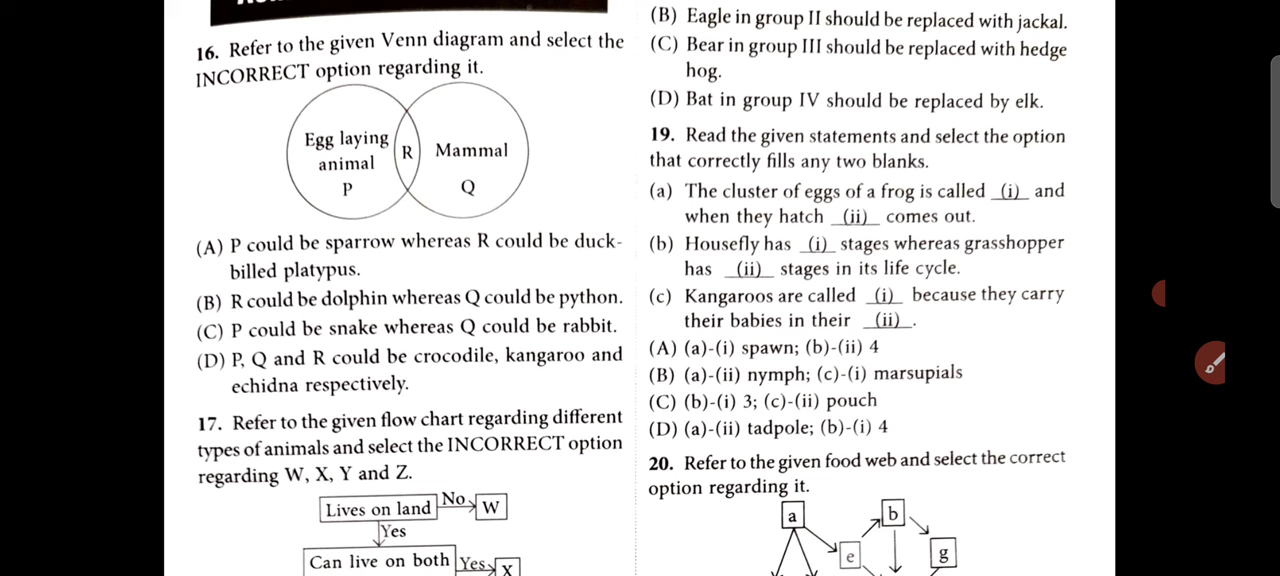 16. Refer to the given Venn diagram and select the
INCORRECT option regarding it.
Egg laying
animal
P
R
Mammal
Q
(A) P could be sparrow whereas R could be duck-
billed platypus.
(B) R could be dolphin whereas Q could be python.
(C) P could be snake whereas Q could be rabbit.
(D) P, Q and R could be crocodile, kangaroo and
echidna respectively.
17. Refer to the given flow chart regarding different
types of animals and select the INCORRECT option
regarding W, X, Y and Z.
Lives on land
No
W
Yes
Can live on both
Yes
X
(B) Eagle in group II should be replaced with jackal.
(C) Bear in group III should be replaced with hedge
hog.
(D) Bat in group IV should be replaced by elk.
19. Read the given statements and select the option
that correctly fills any two blanks.
(a) The cluster of eggs of a frog is called _(i)_ and
when they hatch _(ii)_ comes out.
(b) Housefly has _(i)_ stages whereas grasshopper
has _(ii)_ stages in its life cycle.
(c) Kangaroos are called _(i)_ because they carry
their babies in their _(ii)_.
(A) (a)-(i) spawn; (b)-(ii) 4
(B) (a)-(ii) nymph; (c)-(i) marsupials
(C) (b)-(i) 3; (c)-(ii) pouch
(D) (a)-(ii) tadpole; (b)-(i) 4
20. Refer to the given food web and select the correct
option regarding it.
a
b
e
g